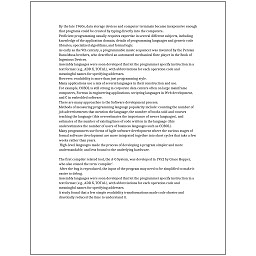 By the late 1960s, data storage devices and computer terminals became inexpensive enough
that programs could be created by typing directly into the computers.
Proficient programming usually requires expertise in several different subjects, including
knowledge of the application domain, details of programming languages and generic code
libraries, specialized algorithms, and formal logic.
As early as the 9th century, a programmable music sequencer was invented by the Persian
Banu Musa brothers, who described an automated mechanical flute player in the Book of
Ingenious Devices.
Assembly languages were soon developed that let the programmer specify instruction in a
text format (e.g., ADD X, TOTAL), with abbreviations for each operation code and
meaningful names for specifying addresses.
However, readability is more than just programming style.
Many applications use a mix of several languages in their construction and use.
For example, COBOL is still strong in corporate data centers often on large mainframe
computers, Fortran in engineering applications, scripting languages in Web development,
and C in embedded software.
There are many approaches to the Software development process.
Methods of measuring programming language popularity include: counting the number of
job advertisements that mention the language, the number of books sold and courses
teaching the language (this overestimates the importance of newer languages), and
estimates of the number of existing lines of code written in the language (this
underestimates the number of users of business languages such as COBOL).
Many programmers use forms of Agile software development where the various stages of
formal software development are more integrated together into short cycles that take a few
weeks rather than years.
High-level languages made the process of developing a program simpler and more
understandable, and less bound to the underlying hardware.
The first compiler related tool, the A-0 System, was developed in 1952 by Grace Hopper,
who also coined the term 'compiler'.
After the bug is reproduced, the input of the program may need to be simplified to make it
easier to debug.
Assembly languages were soon developed that let the programmer specify instruction in a
text format (e.g., ADD X, TOTAL), with abbreviations for each operation code and
meaningful names for specifying addresses.
A study found that a few simple readability transformations made code shorter and
drastically reduced the time to understand it.